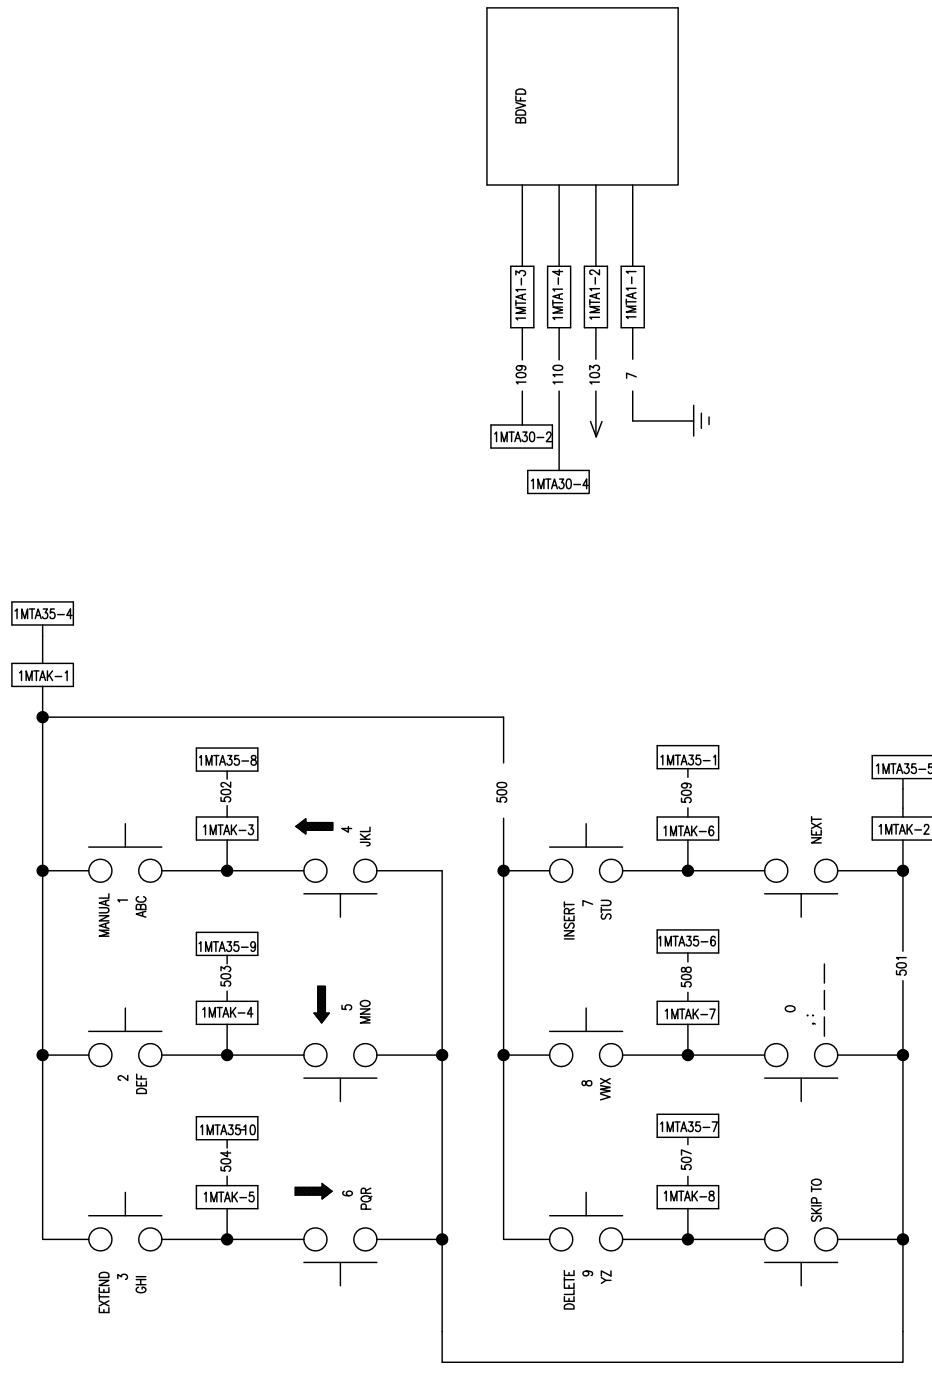 BDVFD
1MTA1-3
1MTA1-4
1MTA1-2
1MTA1-1
109
110
103
7
1MTA30-2
1MTA30-4
1MTA35-4
1MTAK-1
1MTA35-8
502
1MTAK-3
MANUAL
1
ABC
4
JKL
1MTA35-9
503
1MTAK-4
2
DEF
5
MNO
1MTA3510
504
1MTAK-5
EXTEND
3
GHI
6
PQR
500
1MTA35-1
509
1MTAK-6
INSERT
7
STU
NEXT
1MTA35-5
1MTAK-2
501
1MTA35-6
508
1MTAK-7
8
VWX
0
, . :
1MTA35-7
507
1MTAK-8
DELETE
9
YZ
SKIP TO